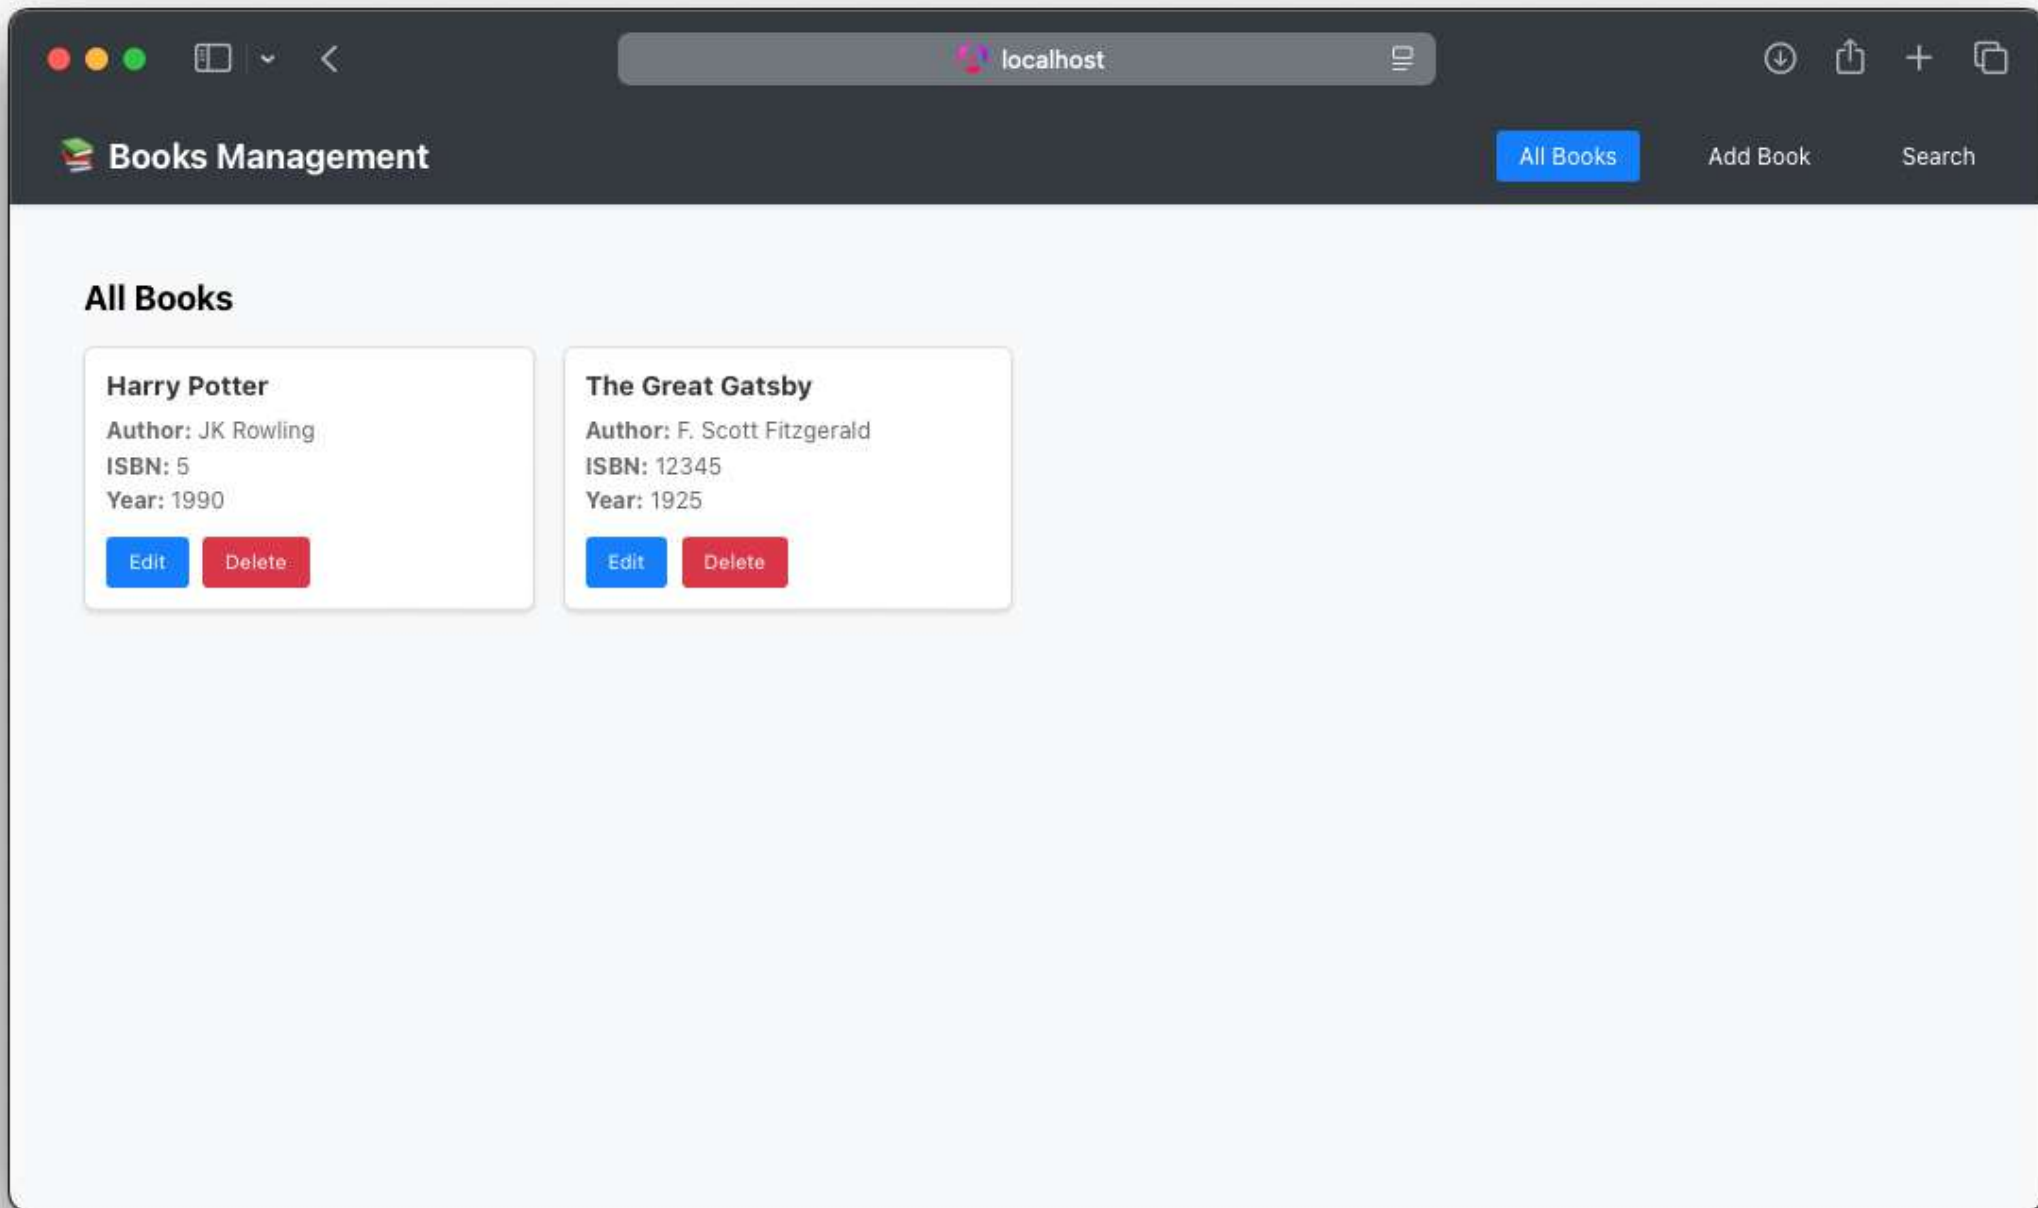 localhost
Books Management
All Books
Add Book
Search
All Books
Harry Potter
Author: JK Rowling
ISBN: 5
Year: 1990
Edit
Delete
The Great Gatsby
Author: F. Scott Fitzgerald
ISBN: 12345
Year: 1925
Edit
Delete